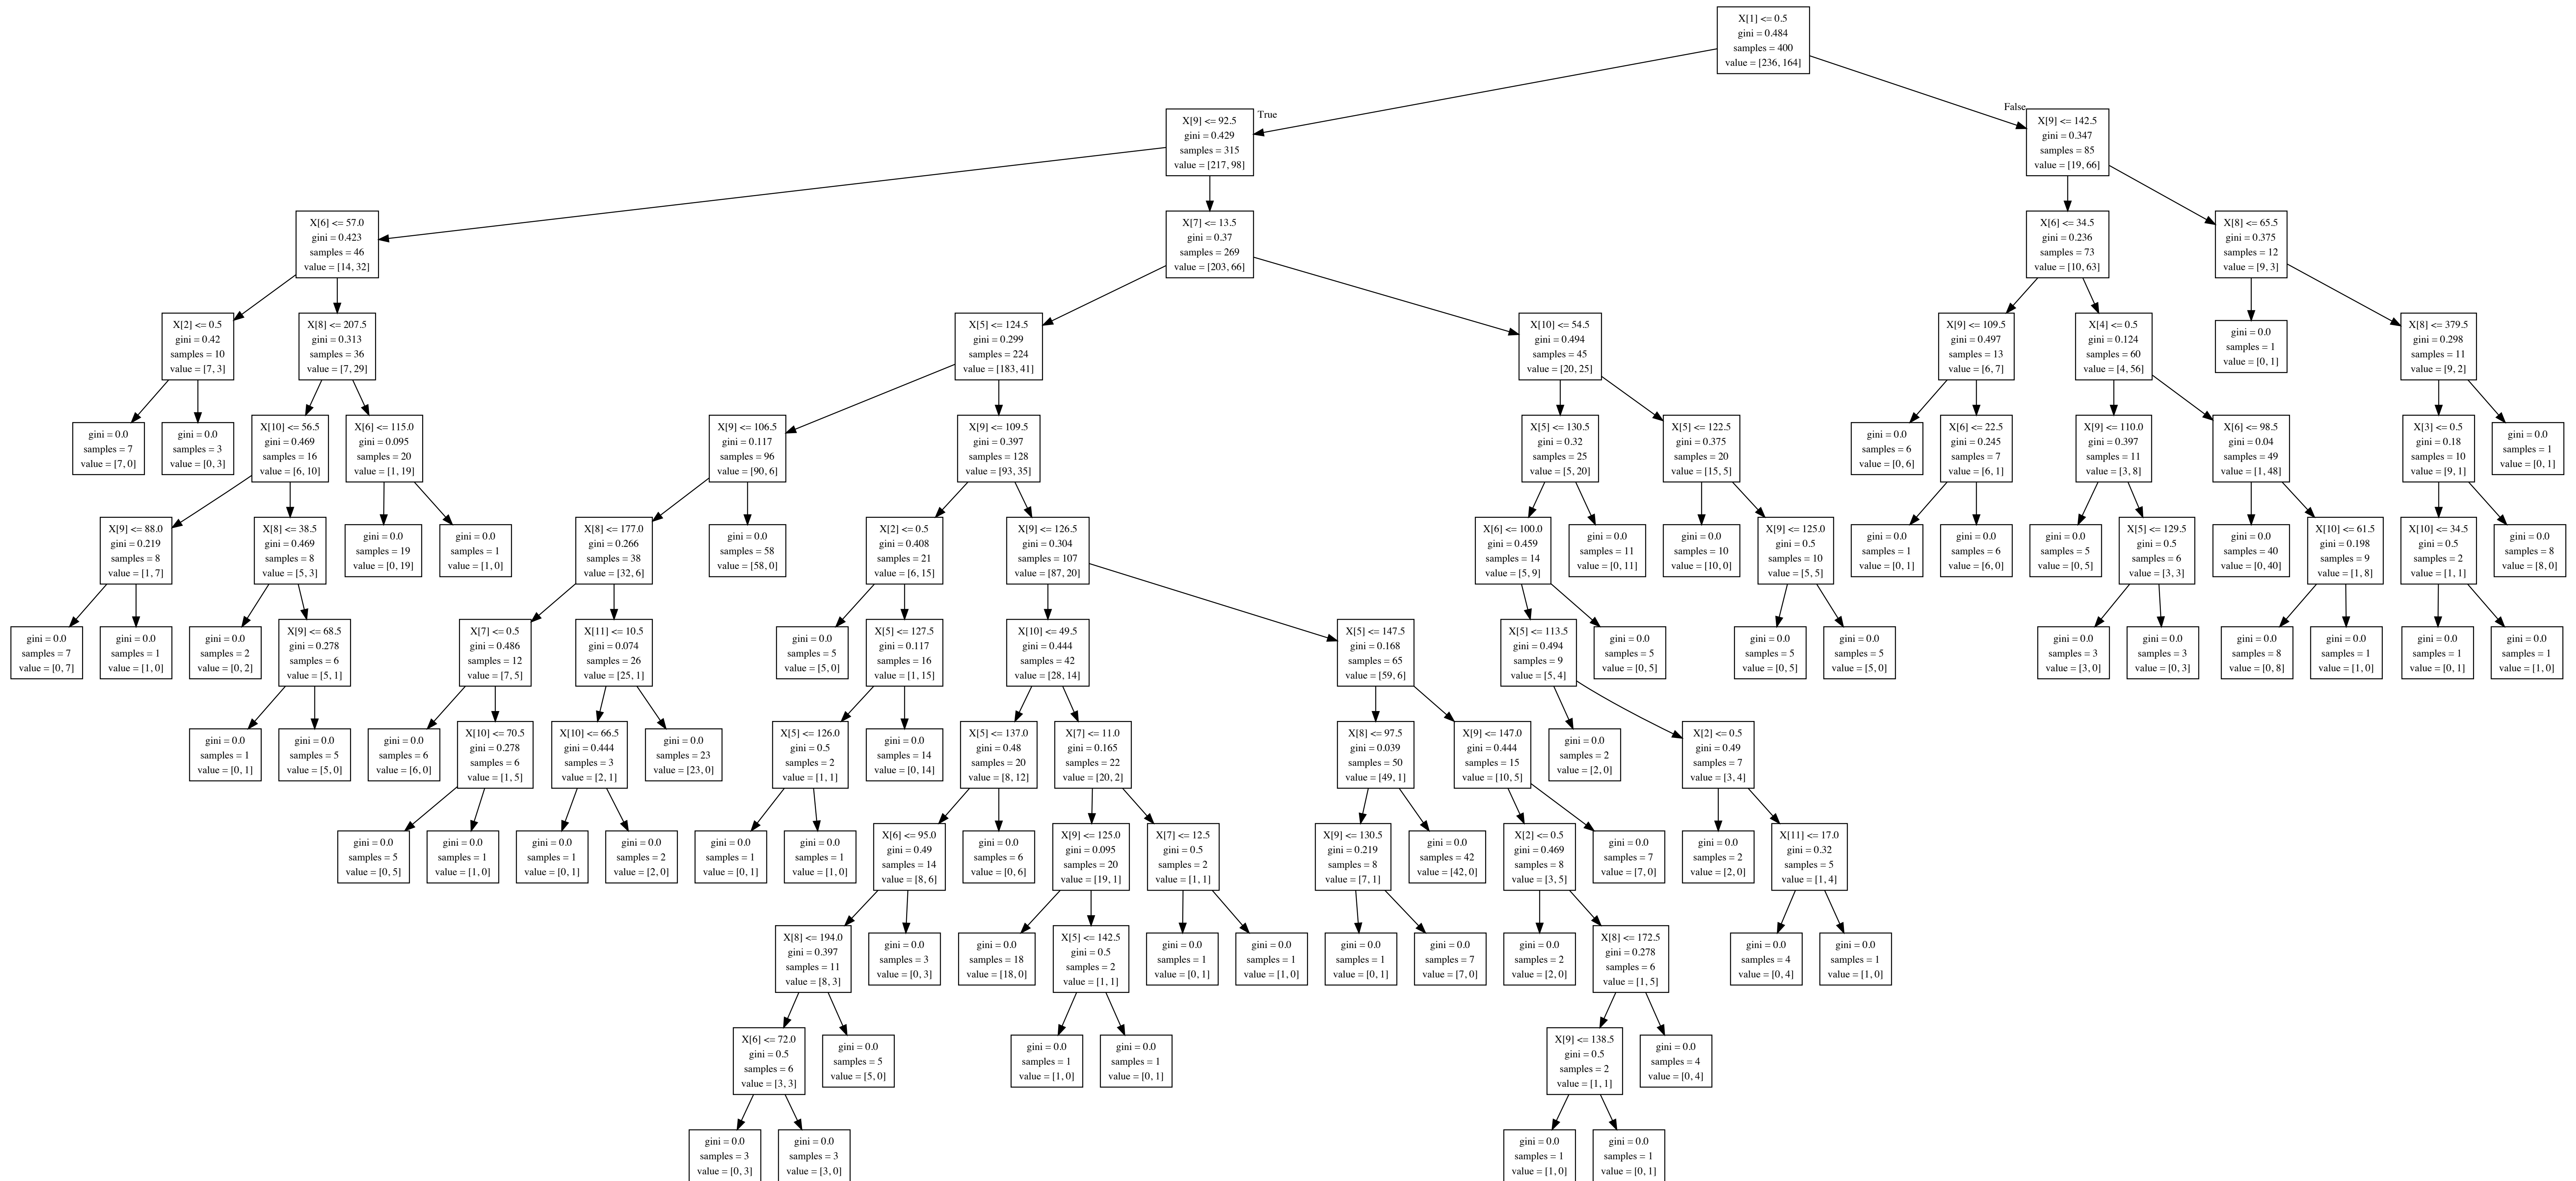 X[1] <= 0.5
gini = 0.484
samples = 400
value = [236, 164]
True
False
X[9] <= 92.5
gini = 0.429
samples = 315
value = [217, 98]
X[9] <= 142.5
gini = 0.347
samples = 85
value = [19, 66]
X[6] <= 57.0
gini = 0.423
samples = 46
value = [14, 32]
X[7] <= 13.5
gini = 0.37
samples = 269
value = [203, 66]
X[6] <= 34.5
gini = 0.236
samples = 73
value = [10, 63]
X[8] <= 65.5
gini = 0.375
samples = 12
value = [9, 3]
X[2] <= 0.5
gini = 0.42
samples = 10
value = [7, 3]
X[8] <= 207.5
gini = 0.313
samples = 36
value = [7, 29]
X[5] <= 124.5
gini = 0.299
samples = 224
value = [183, 41]
X[10] <= 54.5
gini = 0.494
samples = 45
value = [20, 25]
X[9] <= 109.5
gini = 0.497
samples = 13
value = [6, 7]
X[4] <= 0.5
gini = 0.124
samples = 60
value = [4, 56]
gini = 0.0
samples = 1
value = [0, 1]
X[8] <= 379.5
gini = 0.298
samples = 11
value = [9, 2]
gini = 0.0
samples = 7
value = [7, 0]
gini = 0.0
samples = 3
value = [0, 3]
X[10] <= 56.5
gini = 0.469
samples = 16
value = [6, 10]
X[6] <= 115.0
gini = 0.095
samples = 20
value = [1, 19]
X[9] <= 106.5
gini = 0.117
samples = 96
value = [90, 6]
X[9] <= 109.5
gini = 0.397
samples = 128
value = [93, 35]
X[5] <= 130.5
gini = 0.32
samples = 25
value = [5, 20]
X[5] <= 122.5
gini = 0.375
samples = 20
value = [15, 5]
gini = 0.0
samples = 6
value = [0, 6]
X[6] <= 22.5
gini = 0.245
samples = 7
value = [6, 1]
X[9] <= 110.0
gini = 0.397
samples = 11
value = [3, 8]
X[6] <= 98.5
gini = 0.04
samples = 49
value = [1, 48]
X[3] <= 0.5
gini = 0.18
samples = 10
value = [9, 1]
gini = 0.0
samples = 1
value = [0, 1]
X[9] <= 88.0
gini = 0.219
samples = 8
value = [1, 7]
X[8] <= 38.5
gini = 0.469
samples = 8
value = [5, 3]
gini = 0.0
samples = 19
value = [0, 19]
gini = 0.0
samples = 1
value = [1, 0]
X[8] <= 177.0
gini = 0.266
samples = 38
value = [32, 6]
gini = 0.0
samples = 58
value = [58, 0]
X[2] <= 0.5
gini = 0.408
samples = 21
value = [6, 15]
X[9] <= 126.5
gini = 0.304
samples = 107
value = [87, 20]
X[6] <= 100.0
gini = 0.459
samples = 14
value = [5, 9]
gini = 0.0
samples = 11
value = [0, 11]
gini = 0.0
samples = 10
value = [10, 0]
X[9] <= 125.0
gini = 0.5
samples = 10
value = [5, 5]
gini = 0.0
samples = 1
value = [0, 1]
gini = 0.0
samples = 6
value = [6, 0]
gini = 0.0
samples = 5
value = [0, 5]
X[5] <= 129.5
gini = 0.5
samples = 6
value = [3, 3]
gini = 0.0
samples = 40
value = [0, 40]
X[10] <= 61.5
gini = 0.198
samples = 9
value = [1, 8]
X[10] <= 34.5
gini = 0.5
samples = 2
value = [1, 1]
gini = 0.0
samples = 8
value = [8, 0]
gini = 0.0
samples = 7
value = [0, 7]
gini = 0.0
samples = 1
value = [1, 0]
gini = 0.0
samples = 2
value = [0, 2]
X[9] <= 68.5
gini = 0.278
samples = 6
value = [5, 1]
X[7] <= 0.5
gini = 0.486
samples = 12
value = [7, 5]
X[11] <= 10.5
gini = 0.074
samples = 26
value = [25, 1]
gini = 0.0
samples = 5
value = [5, 0]
X[5] <= 127.5
gini = 0.117
samples = 16
value = [1, 15]
X[10] <= 49.5
gini = 0.444
samples = 42
value = [28, 14]
X[5] <= 147.5
gini = 0.168
samples = 65
value = [59, 6]
X[5] <= 113.5
gini = 0.494
samples = 9
value = [5, 4]
gini = 0.0
samples = 5
value = [0, 5]
gini = 0.0
samples = 5
value = [0, 5]
gini = 0.0
samples = 5
value = [5, 0]
gini = 0.0
samples = 3
value = [3, 0]
gini = 0.0
samples = 3
value = [0, 3]
gini = 0.0
samples = 8
value = [0, 8]
gini = 0.0
samples = 1
value = [1, 0]
gini = 0.0
samples = 1
value = [0, 1]
gini = 0.0
samples = 1
value = [1, 0]
gini = 0.0
samples = 1
value = [0, 1]
gini = 0.0
samples = 5
value = [5, 0]
gini = 0.0
samples = 6
value = [6, 0]
X[10] <= 70.5
gini = 0.278
samples = 6
value = [1, 5]
X[10] <= 66.5
gini = 0.444
samples = 3
value = [2, 1]
gini = 0.0
samples = 23
value = [23, 0]
X[5] <= 126.0
gini = 0.5
samples = 2
value = [1, 1]
gini = 0.0
samples = 14
value = [0, 14]
X[5] <= 137.0
gini = 0.48
samples = 20
value = [8, 12]
X[7] <= 11.0
gini = 0.165
samples = 22
value = [20, 2]
X[8] <= 97.5
gini = 0.039
samples = 50
value = [49, 1]
X[9] <= 147.0
gini = 0.444
samples = 15
value = [10, 5]
gini = 0.0
samples = 2
value = [2, 0]
X[2] <= 0.5
gini = 0.49
samples = 7
value = [3, 4]
gini = 0.0
samples = 5
value = [0, 5]
gini = 0.0
samples = 1
value = [1, 0]
gini = 0.0
samples = 1
value = [0, 1]
gini = 0.0
samples = 2
value = [2, 0]
gini = 0.0
samples = 1
value = [0, 1]
gini = 0.0
samples = 1
value = [1, 0]
X[6] <= 95.0
gini = 0.49
samples = 14
value = [8, 6]
gini = 0.0
samples = 6
value = [0, 6]
X[9] <= 125.0
gini = 0.095
samples = 20
value = [19, 1]
X[7] <= 12.5
gini = 0.5
samples = 2
value = [1, 1]
X[9] <= 130.5
gini = 0.219
samples = 8
value = [7, 1]
gini = 0.0
samples = 42
value = [42, 0]
X[2] <= 0.5
gini = 0.469
samples = 8
value = [3, 5]
gini = 0.0
samples = 7
value = [7, 0]
gini = 0.0
samples = 2
value = [2, 0]
X[11] <= 17.0
gini = 0.32
samples = 5
value = [1, 4]
X[8] <= 194.0
gini = 0.397
samples = 11
value = [8, 3]
gini = 0.0
samples = 3
value = [0, 3]
gini = 0.0
samples = 18
value = [18, 0]
X[5] <= 142.5
gini = 0.5
samples = 2
value = [1, 1]
gini = 0.0
samples = 1
value = [0, 1]
gini = 0.0
samples = 1
value = [1, 0]
gini = 0.0
samples = 1
value = [0, 1]
gini = 0.0
samples = 7
value = [7, 0]
gini = 0.0
samples = 2
value = [2, 0]
X[8] <= 172.5
gini = 0.278
samples = 6
value = [1, 5]
gini = 0.0
samples = 4
value = [0, 4]
gini = 0.0
samples = 1
value = [1, 0]
X[6] <= 72.0
gini = 0.5
samples = 6
value = [3, 3]
gini = 0.0
samples = 5
value = [5, 0]
gini = 0.0
samples = 1
value = [1, 0]
gini = 0.0
samples = 1
value = [0, 1]
X[9] <= 138.5
gini = 0.5
samples = 2
value = [1, 1]
gini = 0.0
samples = 4
value = [0, 4]
gini = 0.0
samples = 3
value = [0, 3]
gini = 0.0
samples = 3
value = [3, 0]
gini = 0.0
samples = 1
value = [1, 0]
gini = 0.0
samples = 1
value = [0, 1]